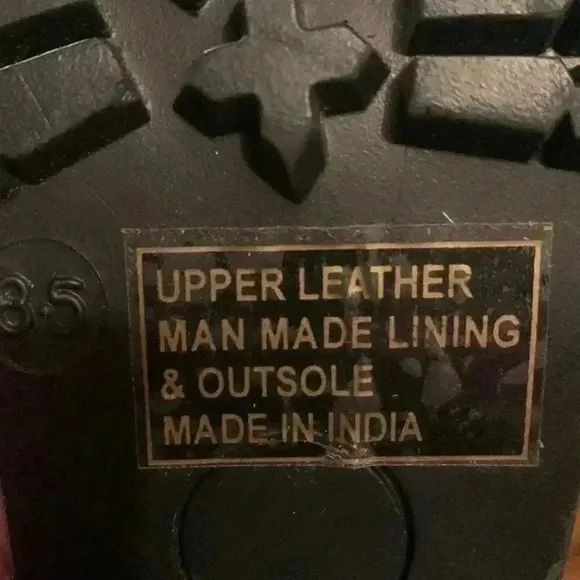 8.5
UPPER LEATHER
MAN MADE LINING
& OUTSOLE
MADE IN INDIA